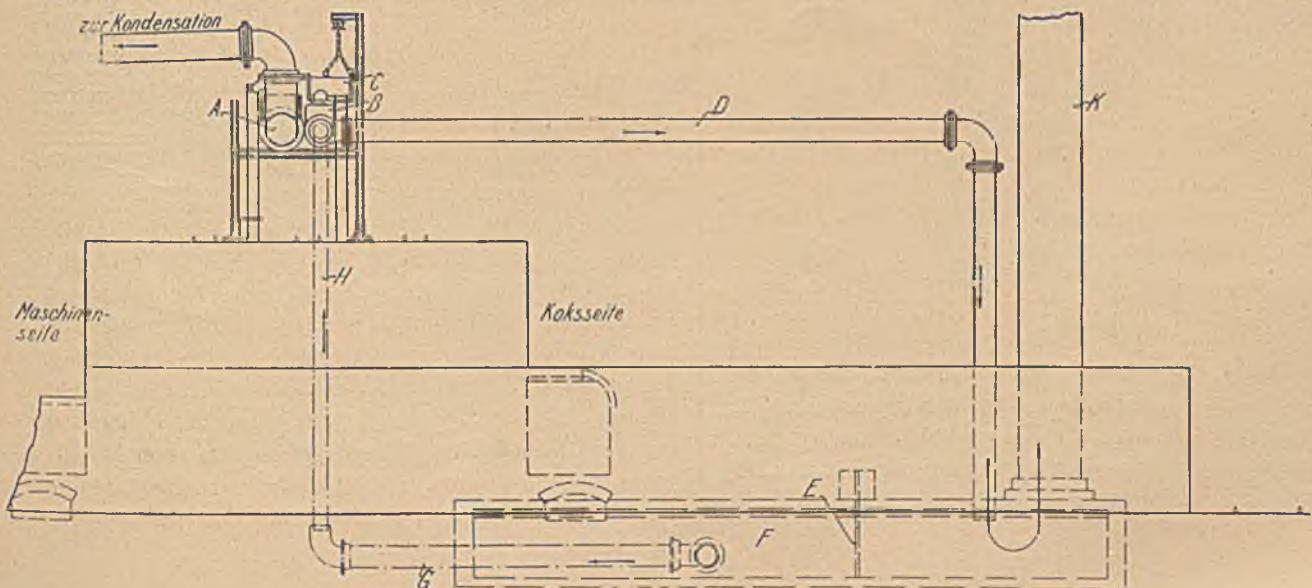 zur Kondensation
C
B
A
D
K
H
Maschinen-
seite
Koksseite
E
F
G